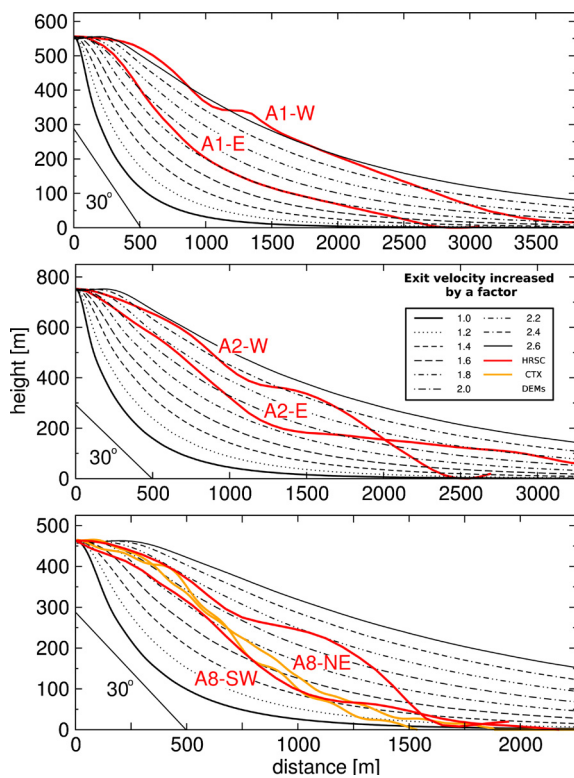 600
500
400
300
200
100
0
A1-W
A1-E
30°
0 500 1000 1500 2000 2500 3000 3500
800
600
400
200
0
height [m]
A2-W
A2-E
30°
Exit velocity increased
by a factor
1.0 2.2
1.2 2.4
1.4 2.6
1.6 HRSC
1.8 CTX
2.0 DEMs
0 500 1000 1500 2000 2500 3000
500
400
300
200
100
0
A8-NE
A8-SW
30°
0 500 1000 1500 2000
distance [m]